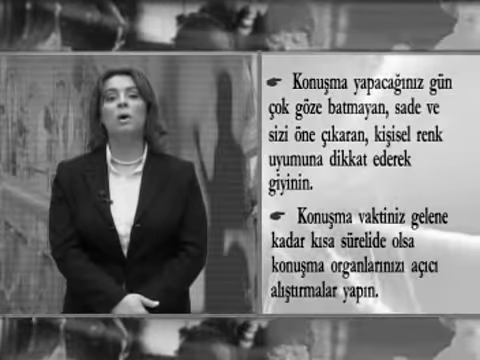 Konuşma yapacağınız gün
çok göze batmayan, sade ve
sizi öne çıkaran, kişisel renk
uyumuna dikkat ederek
giyinin.
Konuşma vaktiniz gelene
kadar kısa sürelide olsa
konuşma organlarınızı açıcı
alıştırmalar yapın.